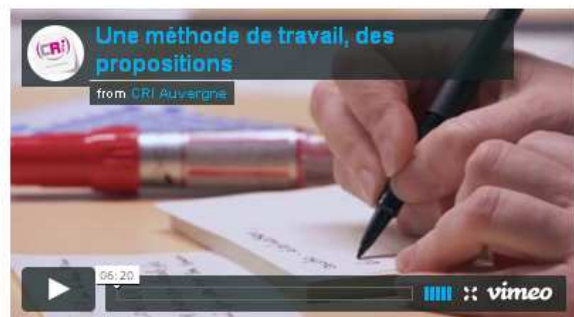 CRi
Une méthode de travail, des
propositions
from CRI Auvergne
06:20
vimeo